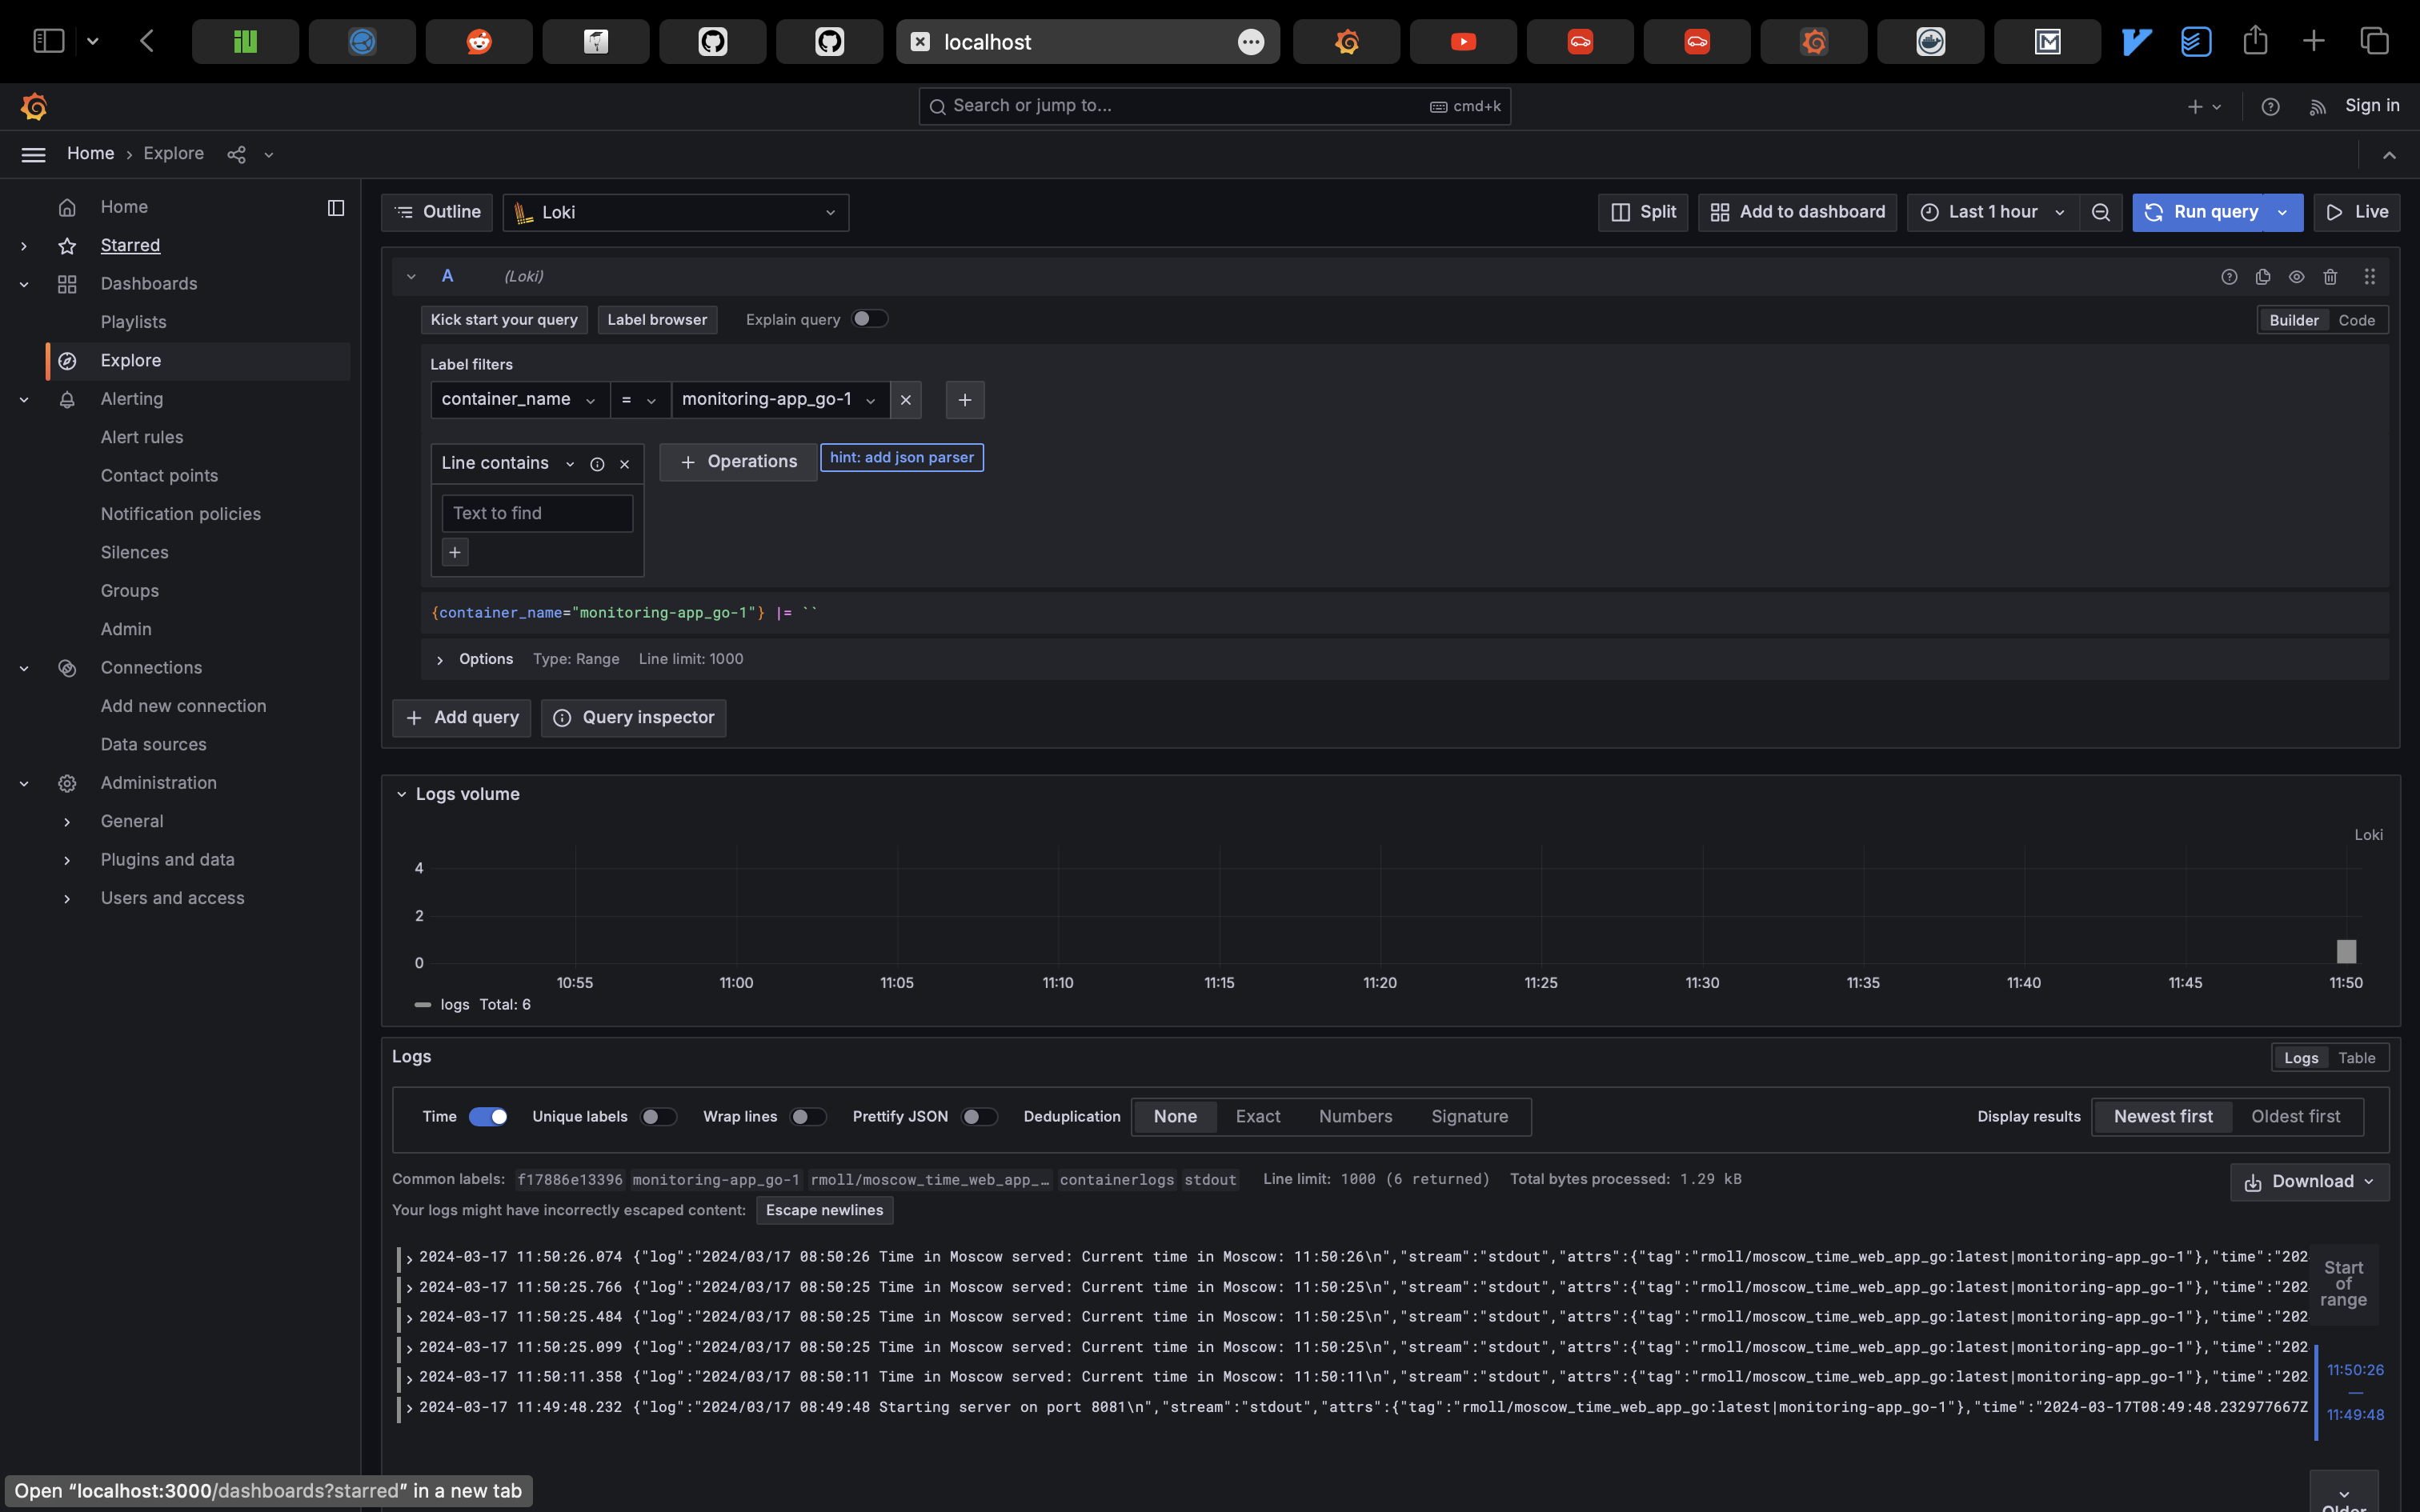 localhost
Search or jump to...
cmd+k
Sign in
Home › Explore
Home
Starred
Dashboards
Playlists
Explore
Alerting
Alert rules
Contact points
Notification policies
Silences
Groups
Admin
Connections
Add new connection
Data sources
Administration
General
Plugins and data
Users and access
Outline
Loki
Split
Add to dashboard
Last 1 hour
Run query
Live
A (Loki)
Kick start your query
Label browser
Explain query
Builder
Code
Label filters
container_name
=
monitoring-app_go-1
Line contains
Operations
hint: add json parser
Text to find
{container_name="monitoring-app_go-1"} |= ``
Options Type: Range Line limit: 1000
Add query
Query inspector
Logs volume
Loki
4
2
0
10:55 11:00 11:05 11:10 11:15 11:20 11:25 11:30 11:35 11:40 11:45 11:50
logs Total: 6
Logs
Logs Table
Time
Unique labels
Wrap lines
Prettify JSON
Deduplication
None Exact Numbers Signature
Display results
Newest first Oldest first
Common labels: f17886e13396 monitoring-app_go-1 rmoll/moscow_time_web_app_… containerlogs stdout Line limit: 1000 (6 returned) Total bytes processed: 1.29 kB
Download
Your logs might have incorrectly escaped content: Escape newlines
2024-03-17 11:50:26.074 {"log":"2024/03/17 08:50:26 Time in Moscow served: Current time in Moscow: 11:50:26\n","stream":"stdout","attrs":{"tag":"rmoll/moscow_time_web_app_go:latest|monitoring-app_go-1"},"time":"202
2024-03-17 11:50:25.766 {"log":"2024/03/17 08:50:25 Time in Moscow served: Current time in Moscow: 11:50:25\n","stream":"stdout","attrs":{"tag":"rmoll/moscow_time_web_app_go:latest|monitoring-app_go-1"},"time":"202
2024-03-17 11:50:25.484 {"log":"2024/03/17 08:50:25 Time in Moscow served: Current time in Moscow: 11:50:25\n","stream":"stdout","attrs":{"tag":"rmoll/moscow_time_web_app_go:latest|monitoring-app_go-1"},"time":"202
2024-03-17 11:50:25.099 {"log":"2024/03/17 08:50:25 Time in Moscow served: Current time in Moscow: 11:50:25\n","stream":"stdout","attrs":{"tag":"rmoll/moscow_time_web_app_go:latest|monitoring-app_go-1"},"time":"202
2024-03-17 11:50:11.358 {"log":"2024/03/17 08:50:11 Time in Moscow served: Current time in Moscow: 11:50:11\n","stream":"stdout","attrs":{"tag":"rmoll/moscow_time_web_app_go:latest|monitoring-app_go-1"},"time":"202
2024-03-17 11:49:48.232 {"log":"2024/03/17 08:49:48 Starting server on port 8081\n","stream":"stdout","attrs":{"tag":"rmoll/moscow_time_web_app_go:latest|monitoring-app_go-1"},"time":"2024-03-17T08:49:48.232977667Z
Start
of
range
11:50:26
—
11:49:48
Older
Open “localhost:3000/dashboards?starred” in a new tab